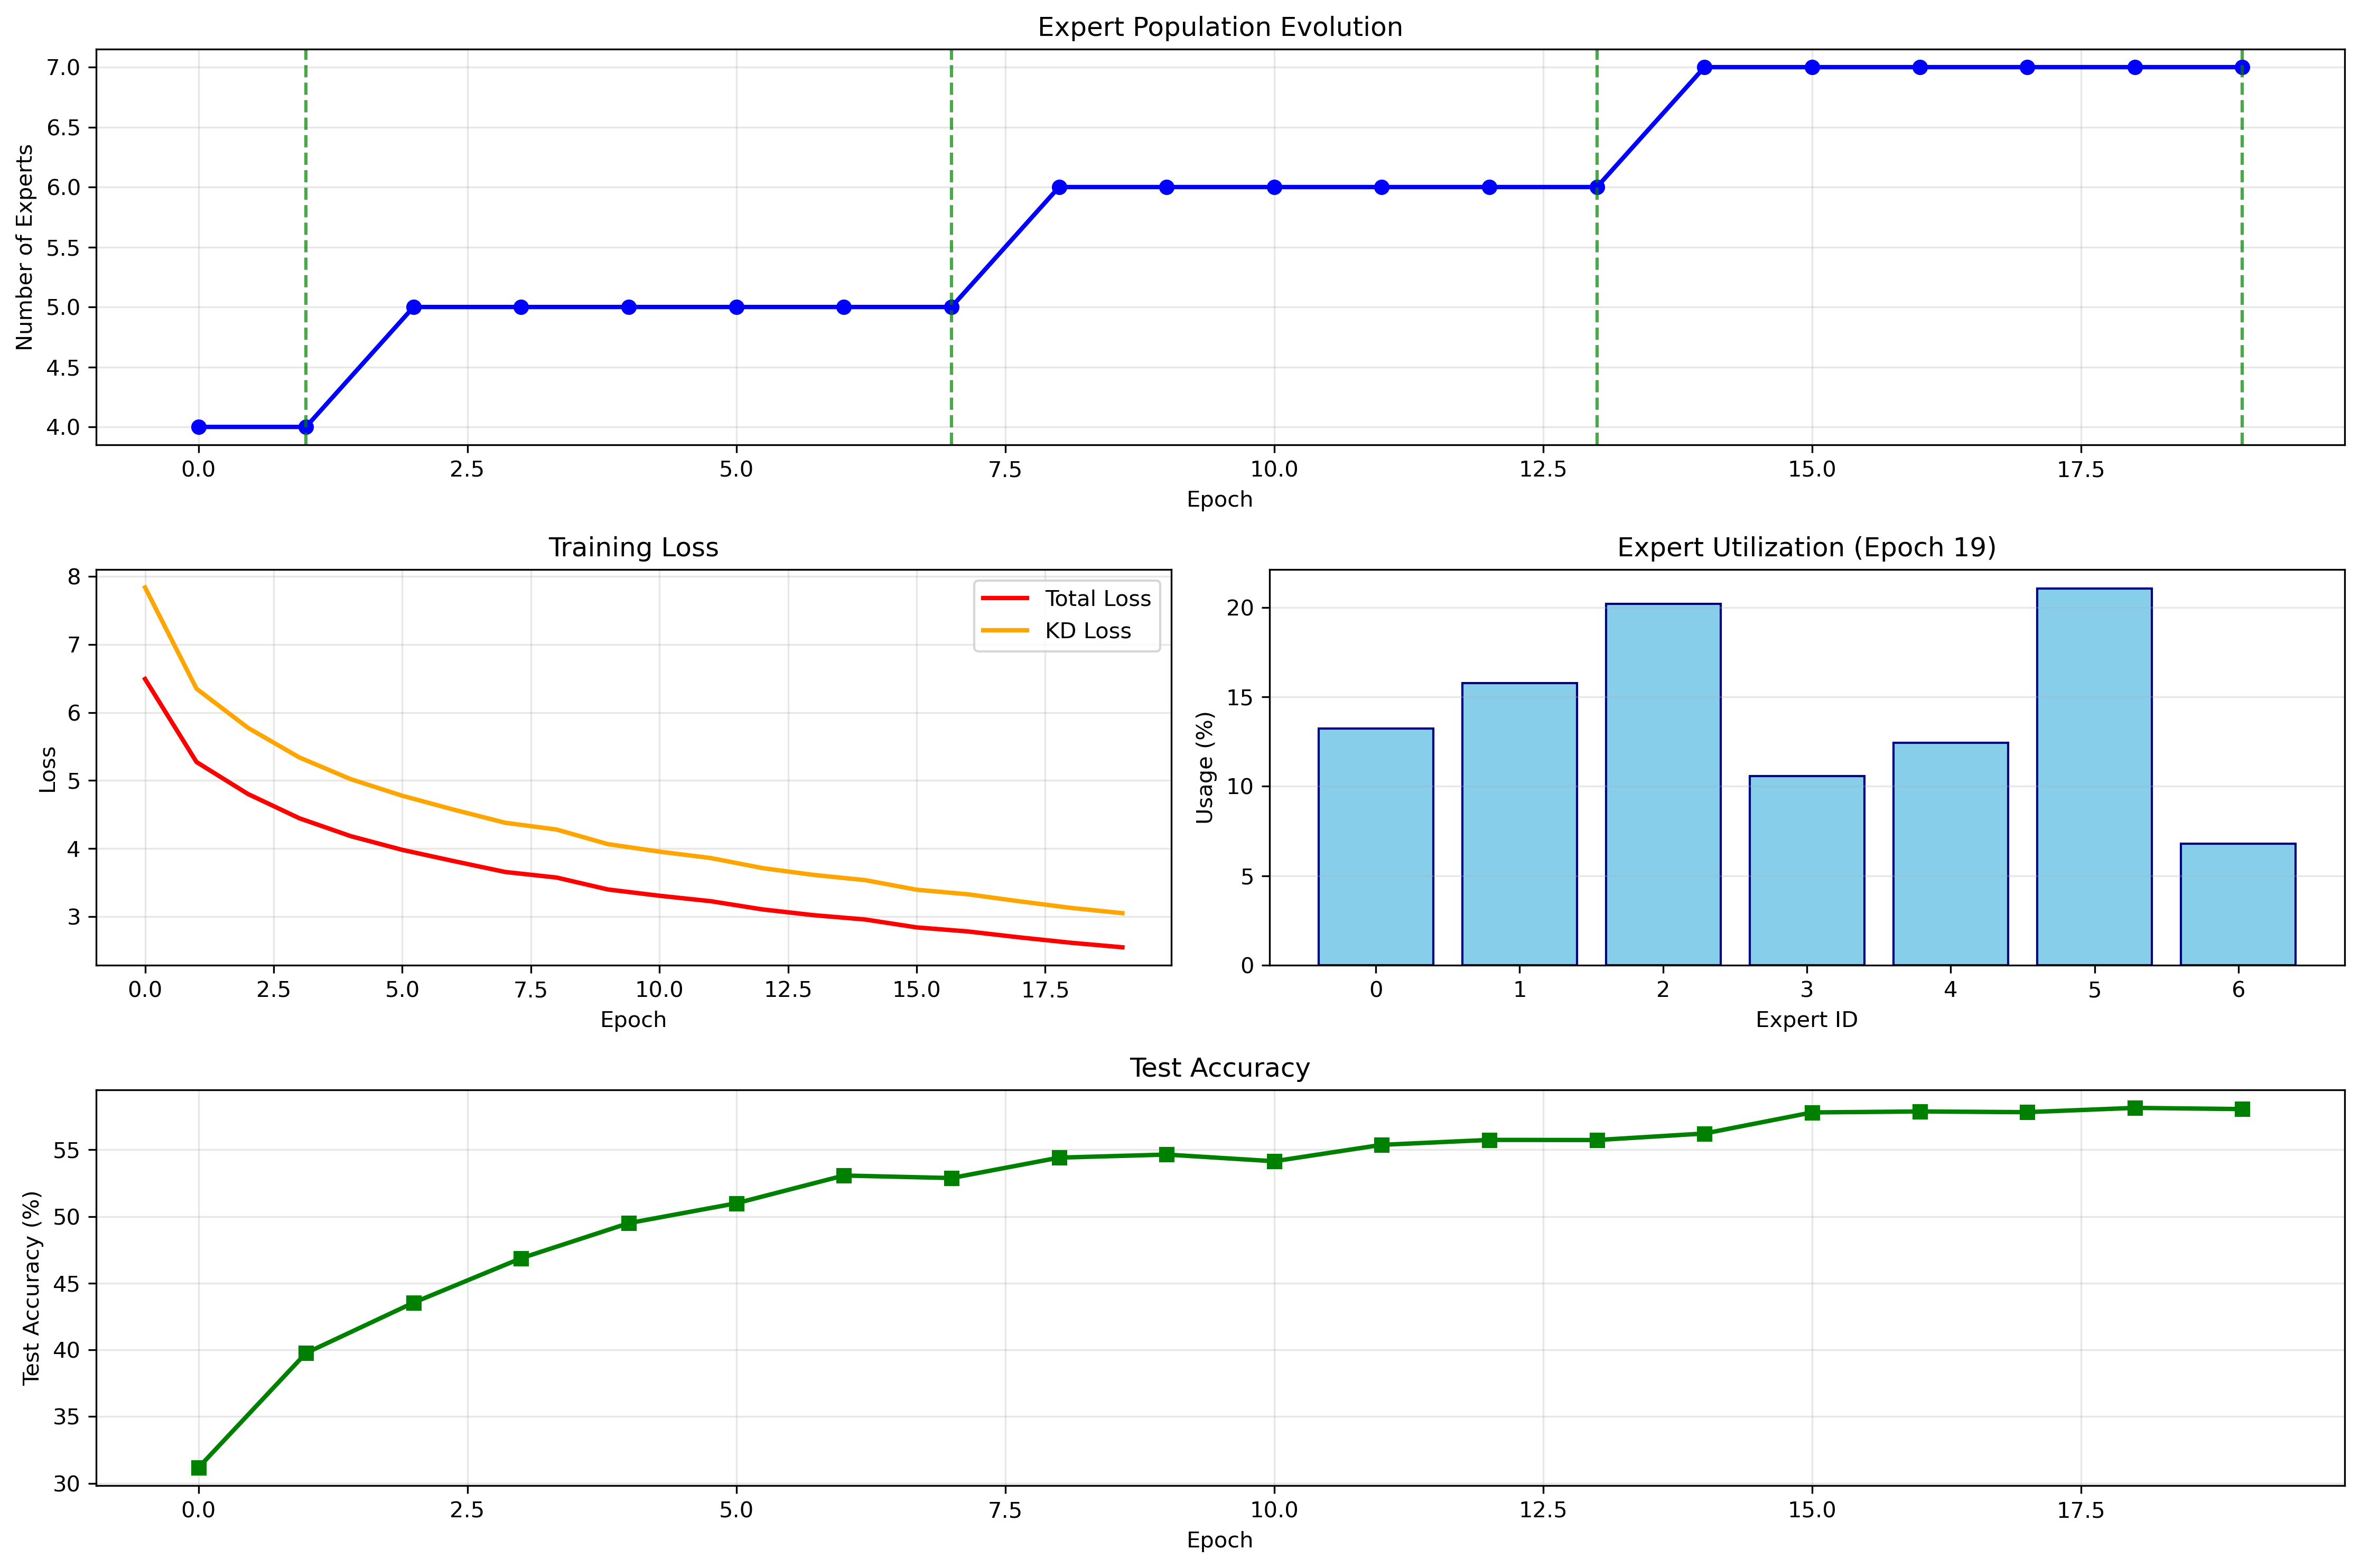 Expert Population Evolution
Number of Experts
7.0
6.5
6.0
5.5
5.0
4.5
4.0
0.0 2.5 5.0 7.5 10.0 12.5 15.0 17.5
Epoch
Training Loss
Loss
8
7
6
5
4
3
Total Loss
KD Loss
0.0 2.5 5.0 7.5 10.0 12.5 15.0 17.5
Epoch
Expert Utilization (Epoch 19)
Usage (%)
20
15
10
5
0
0 1 2 3 4 5 6
Expert ID
Test Accuracy
Test Accuracy (%)
55
50
45
40
35
30
0.0 2.5 5.0 7.5 10.0 12.5 15.0 17.5
Epoch